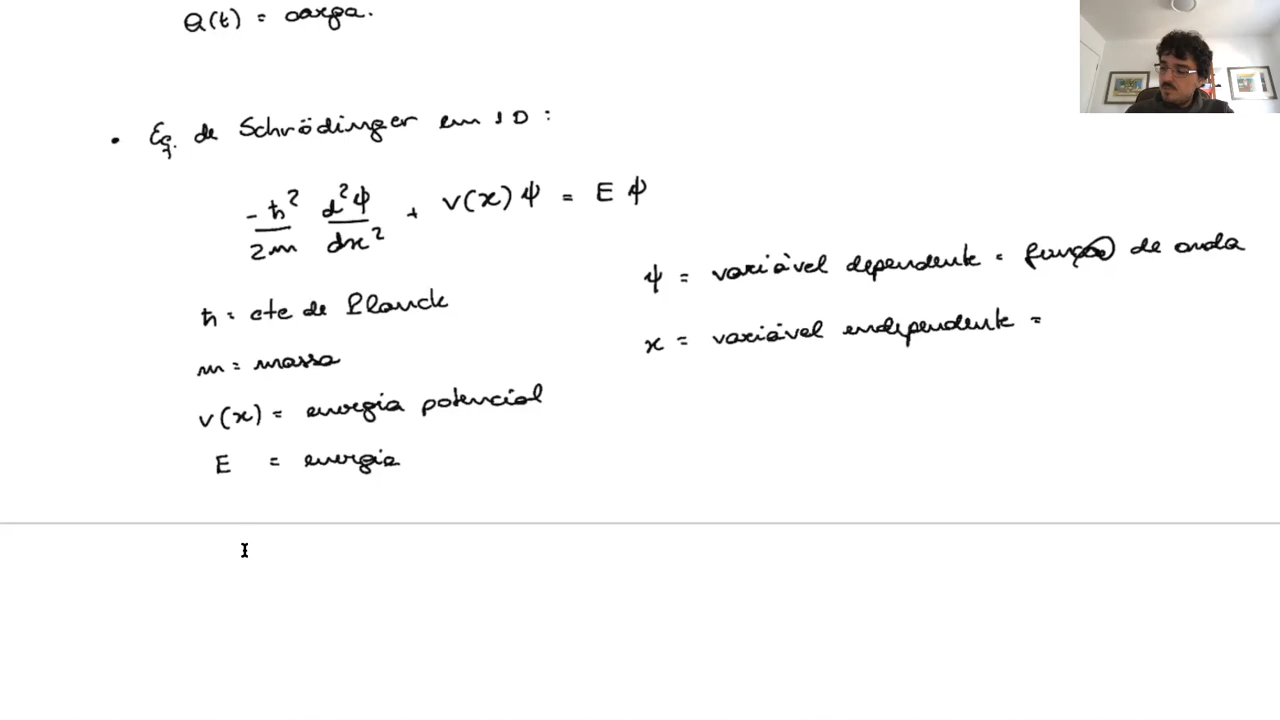 Q(t) = carga.
• Eq. de Schrödinger em 1D :
-ħ²/2m d²ψ/dx² + V(x)ψ = E ψ
ħ = cte de Planck
m = massa
V(x) = energia potencial
E = energia
ψ = variável dependente = função de onda
x = variável independente =